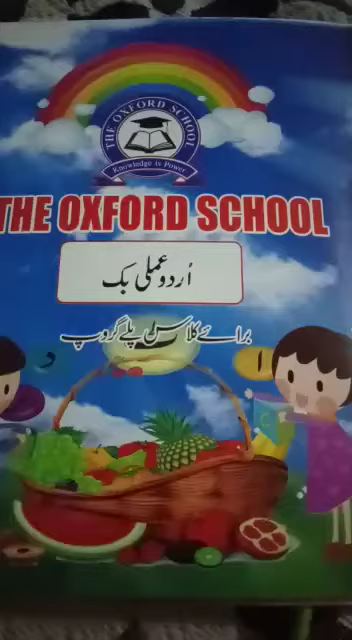 THE OXFORD SCHOOL
Knowledge is Power
THE OXFORD SCHOOL
اُردو عملی بک
برائے کلاس پلے گروپ